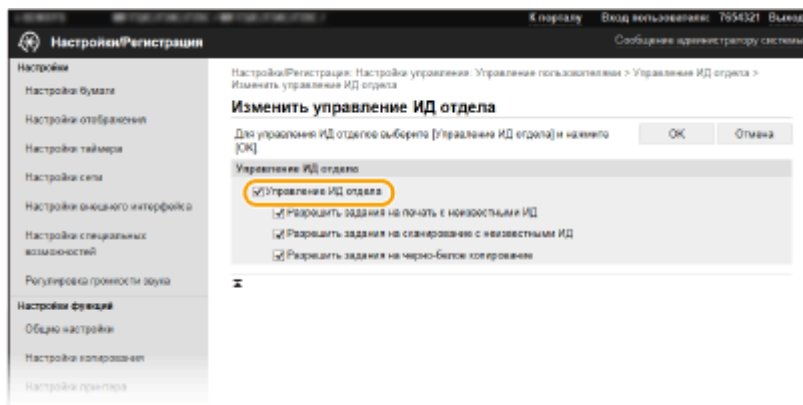 К порталу Вход пользователя: 7654321 Выход
Настройки/Регистрация
Сообщение администратору системы
Настройки
Настройки бумаги
Настройки отображения
Настройки таймера
Настройки сети
Настройки внешнего интерфейса
Настройки специальных
возможностей
Регулировка громкости звука
Настройки функций
Общие настройки
Настройки копирования
Настройки принтера
Настройки/Регистрация: Настройки управления: Управление пользователями > Управление ИД отдела >
Изменить управление ИД отдела
Изменить управление ИД отдела
Для управления ИД отделов выберите [Управление ИД отдела] и нажмите
[OK]
OK Отмена
Управление ИД отдела
Управление ИД отдела
Разрешить задания на печать с неизвестными ИД
Разрешить задания на сканирование с неизвестными ИД
Разрешить задания на черно-белое копирование